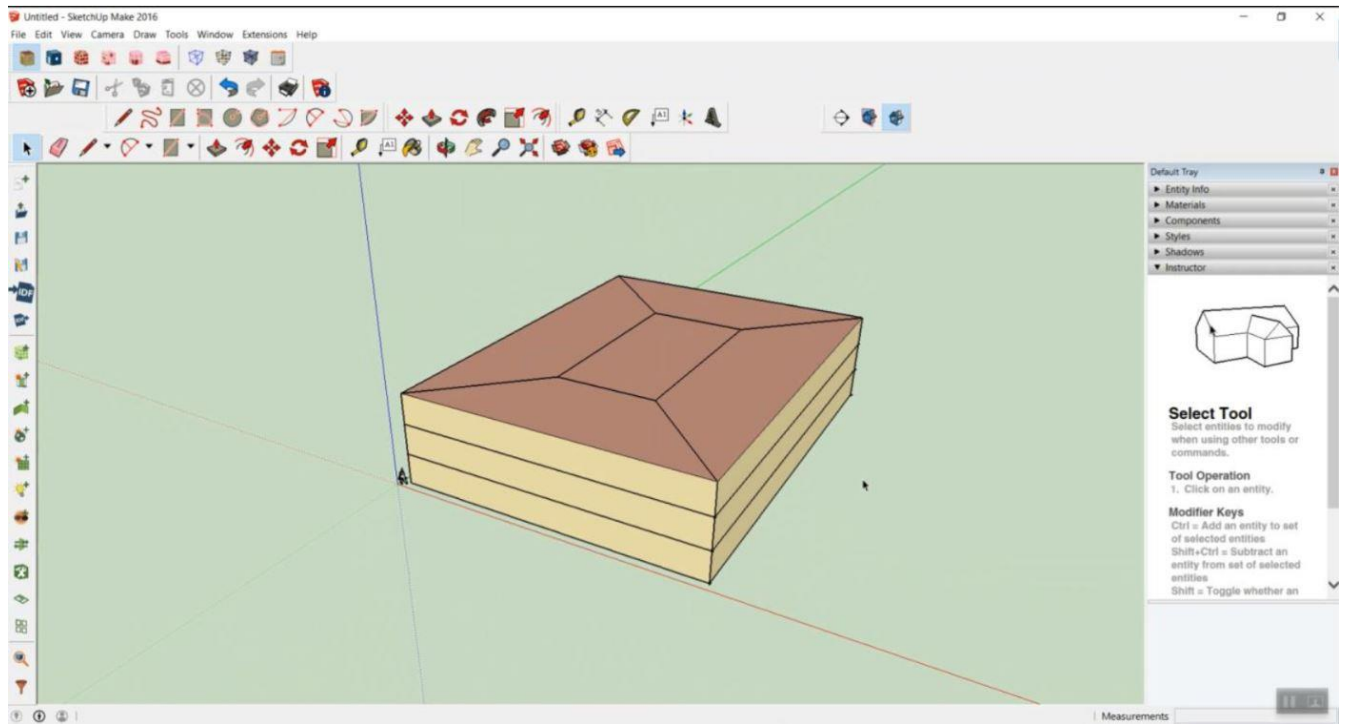 Untitled - SketchUp Make 2016
File Edit View Camera Draw Tools Window Extensions Help
A1
A1
Default Tray
Entity Info
Materials
Components
Styles
Shadows
Instructor
IDF
Select Tool
Select entities to modify
when using other tools or
commands.
Tool Operation
1. Click on an entity.
Modifier Keys
Ctrl = Add an entity to set
of selected entities
Shift+Ctrl = Subtract an
entity from set of selected
entities
Shift = Toggle whether an
Measurements